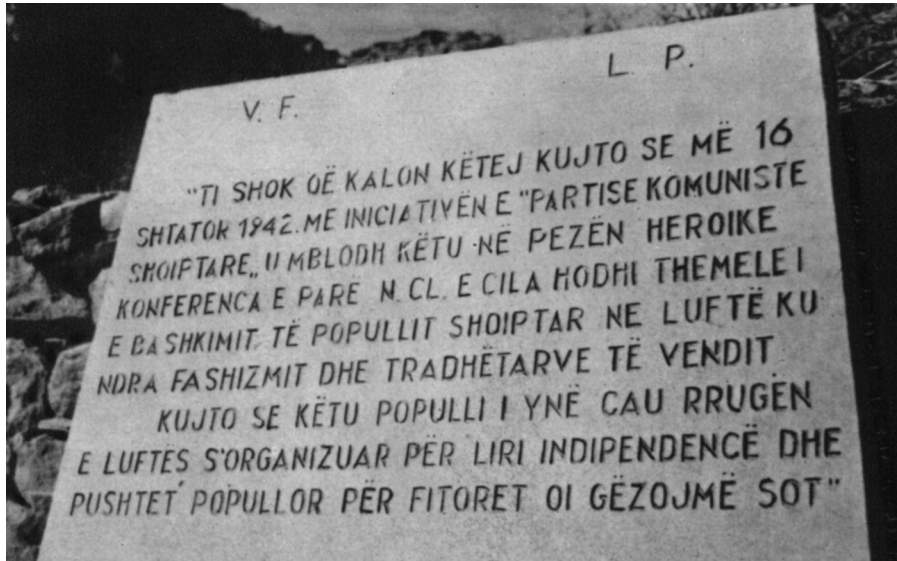 V. F. L. P.
"TI SHOK QË KALON KËTEJ KUJTO SE MË 16
SHTATOR 1942. ME INICIATIVËN E "PARTISE KOMUNISTE
SHQIPTARE„ U MBLODH KËTU NË PEZËN HEROIKE
KONFERENCA E PARË N. CL. E CILA HODHI THEMELE I
E BASHKIMIT TË POPULLIT SHQIPTAR NE LUFTË KU
NDRA FASHIZMIT DHE TRADHËTARVE TË VENDIT
KUJTO SE KËTU POPULLI I YNË CAU RRUGËN
E LUFTËS S'ORGANIZUAR PËR LIRI INDIPENDENCË DHE
PUSHTET POPULLOR PËR FITORET QI GËZOJMË SOT"